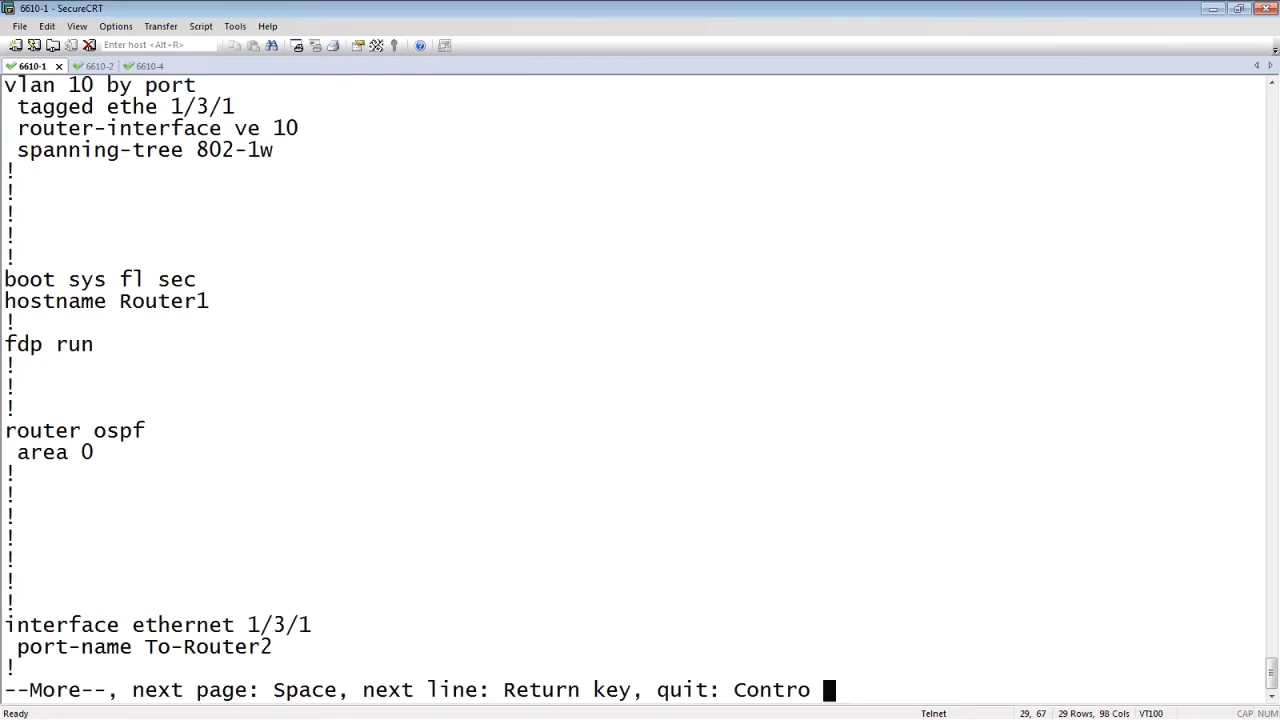 6610-1 - SecureCRT
File Edit View Options Transfer Script Tools Help
Enter host <Alt+R>
6610-1 6610-2 6610-4
vlan 10 by port
 tagged ethe 1/3/1
 router-interface ve 10
 spanning-tree 802-1w
!
!
!
!
!
boot sys fl sec
hostname Router1
!
fdp run
!
!
!
router ospf
 area 0
!
!
!
!
!
!
!
interface ethernet 1/3/1
 port-name To-Router2
!
--More--, next page: Space, next line: Return key, quit: Contro
Ready Telnet 29, 67 29 Rows, 98 Cols VT100 CAP NUM